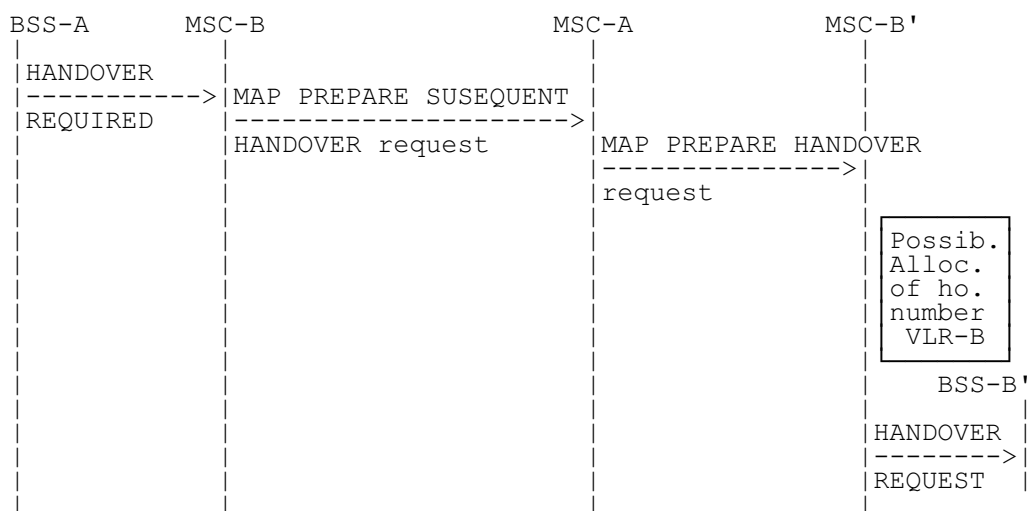 BSS-A MSC-B MSC-A MSC-B'
HANDOVER
MAP PREPARE SUSEQUENT
REQUIRED
HANDOVER request
MAP PREPARE HANDOVER
request
Possib.
Alloc.
of ho.
number
VLR-B
BSS-B'
HANDOVER
REQUEST